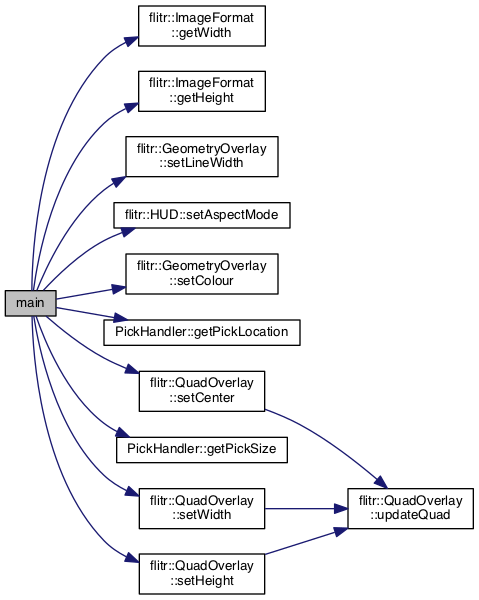 flitr::ImageFormat
::getWidth
flitr::ImageFormat
::getHeight
flitr::GeometryOverlay
::setLineWidth
flitr::HUD::setAspectMode
flitr::GeometryOverlay
::setColour
main
PickHandler::getPickLocation
flitr::QuadOverlay
::setCenter
PickHandler::getPickSize
flitr::QuadOverlay
::setWidth
flitr::QuadOverlay
::updateQuad
flitr::QuadOverlay
::setHeight